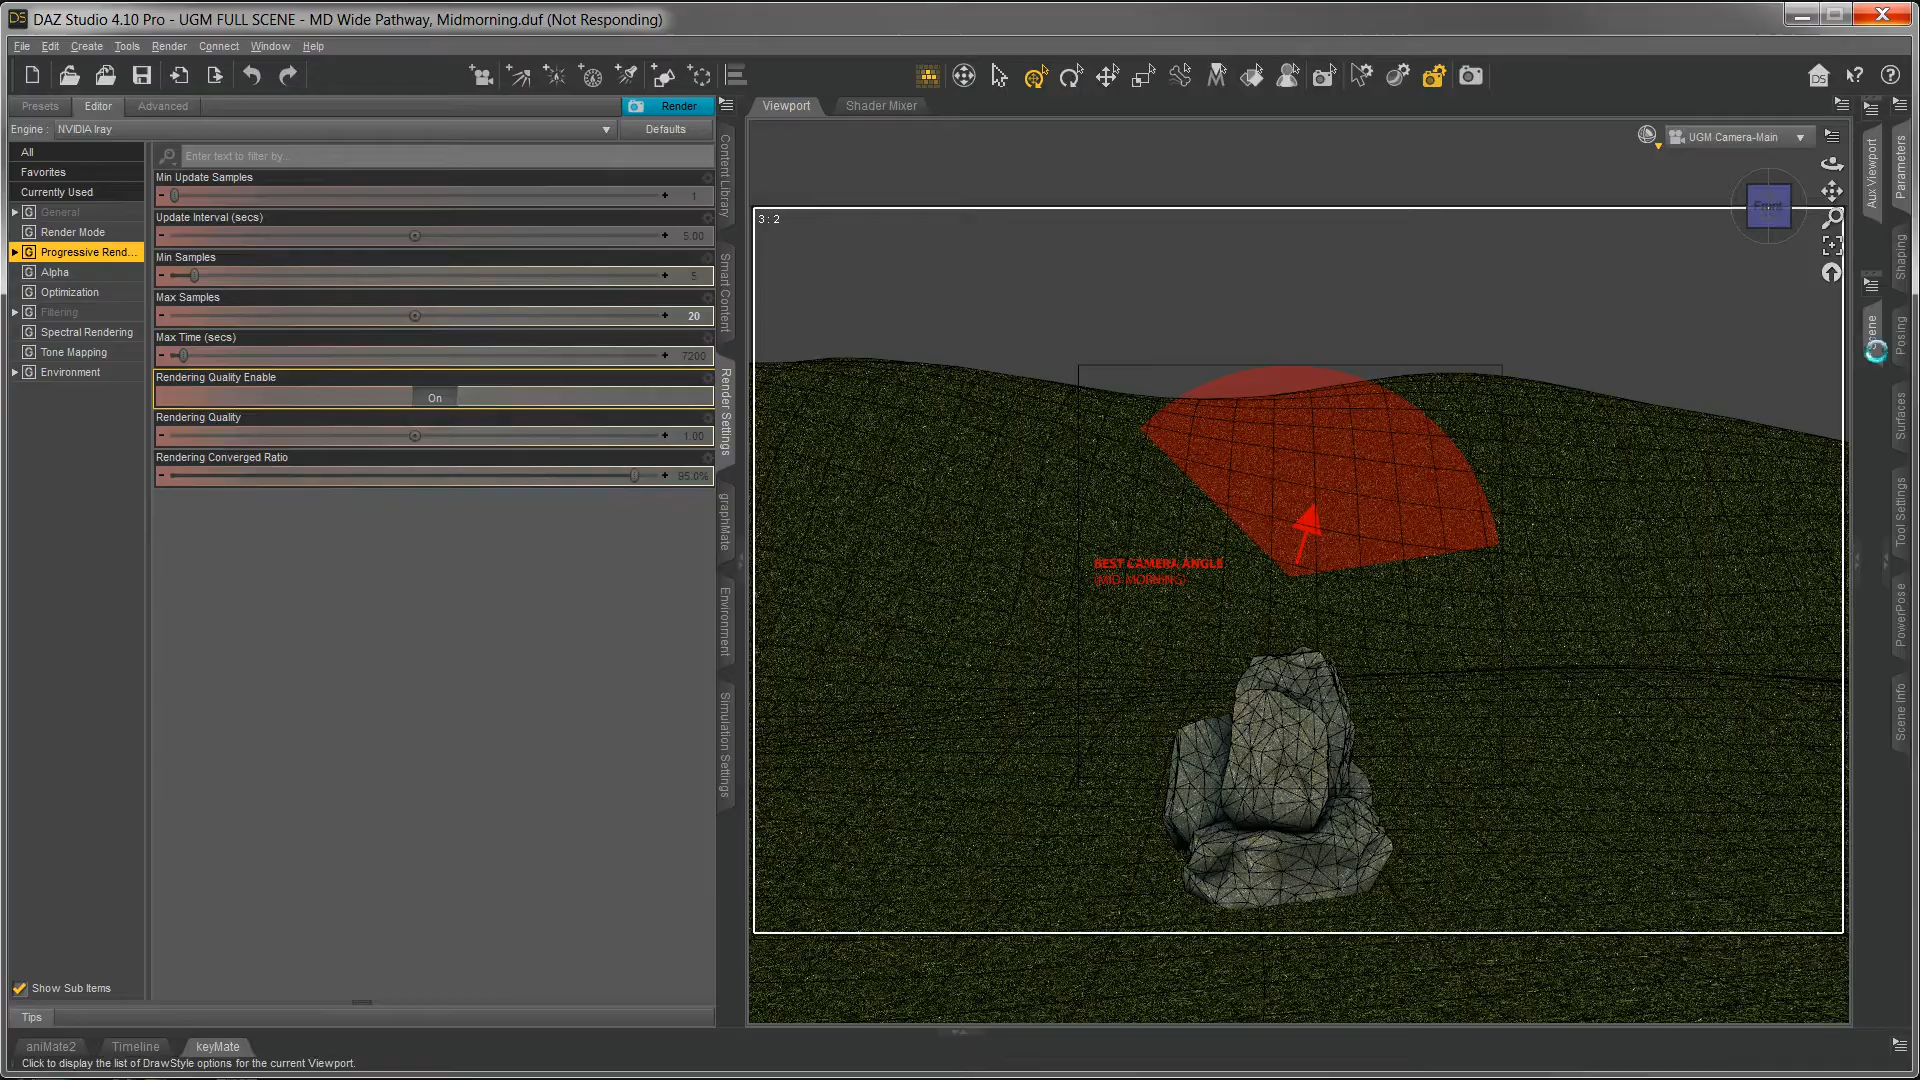 DAZ Studio 4.10 Pro - UGM FULL SCENE - MD Wide Pathway, Midmorning.duf (Not Responding)
File Edit Create Tools Render Connect Window Help
Presets Editor Advanced Render
Viewport Shader Mixer
Engine : NVIDIA Iray Defaults
UGM Camera-Main
All
Favorites
Currently Used
General
Render Mode
Progressive Rend...
Alpha
Optimization
Filtering
Spectral Rendering
Tone Mapping
Environment
Enter text to filter by...
Min Update Samples
1
Update Interval (secs)
5.00
Min Samples
5
Max Samples
20
Max Time (secs)
7200
Rendering Quality Enable
On
Rendering Quality
1.00
Rendering Converged Ratio
95.0%
Content Library
Smart Content
Render Settings
graphMate
Environment
Simulation Settings
3 : 2
Front
BEST CAMERA ANGLE
(MID MORNING)
Aux Viewport
Scene
Parameters
Shaping
Posing
Surfaces
Tool Settings
PowerPose
Scene Info
Show Sub Items
Tips
aniMate2 Timeline keyMate
Click to display the list of DrawStyle options for the current Viewport.